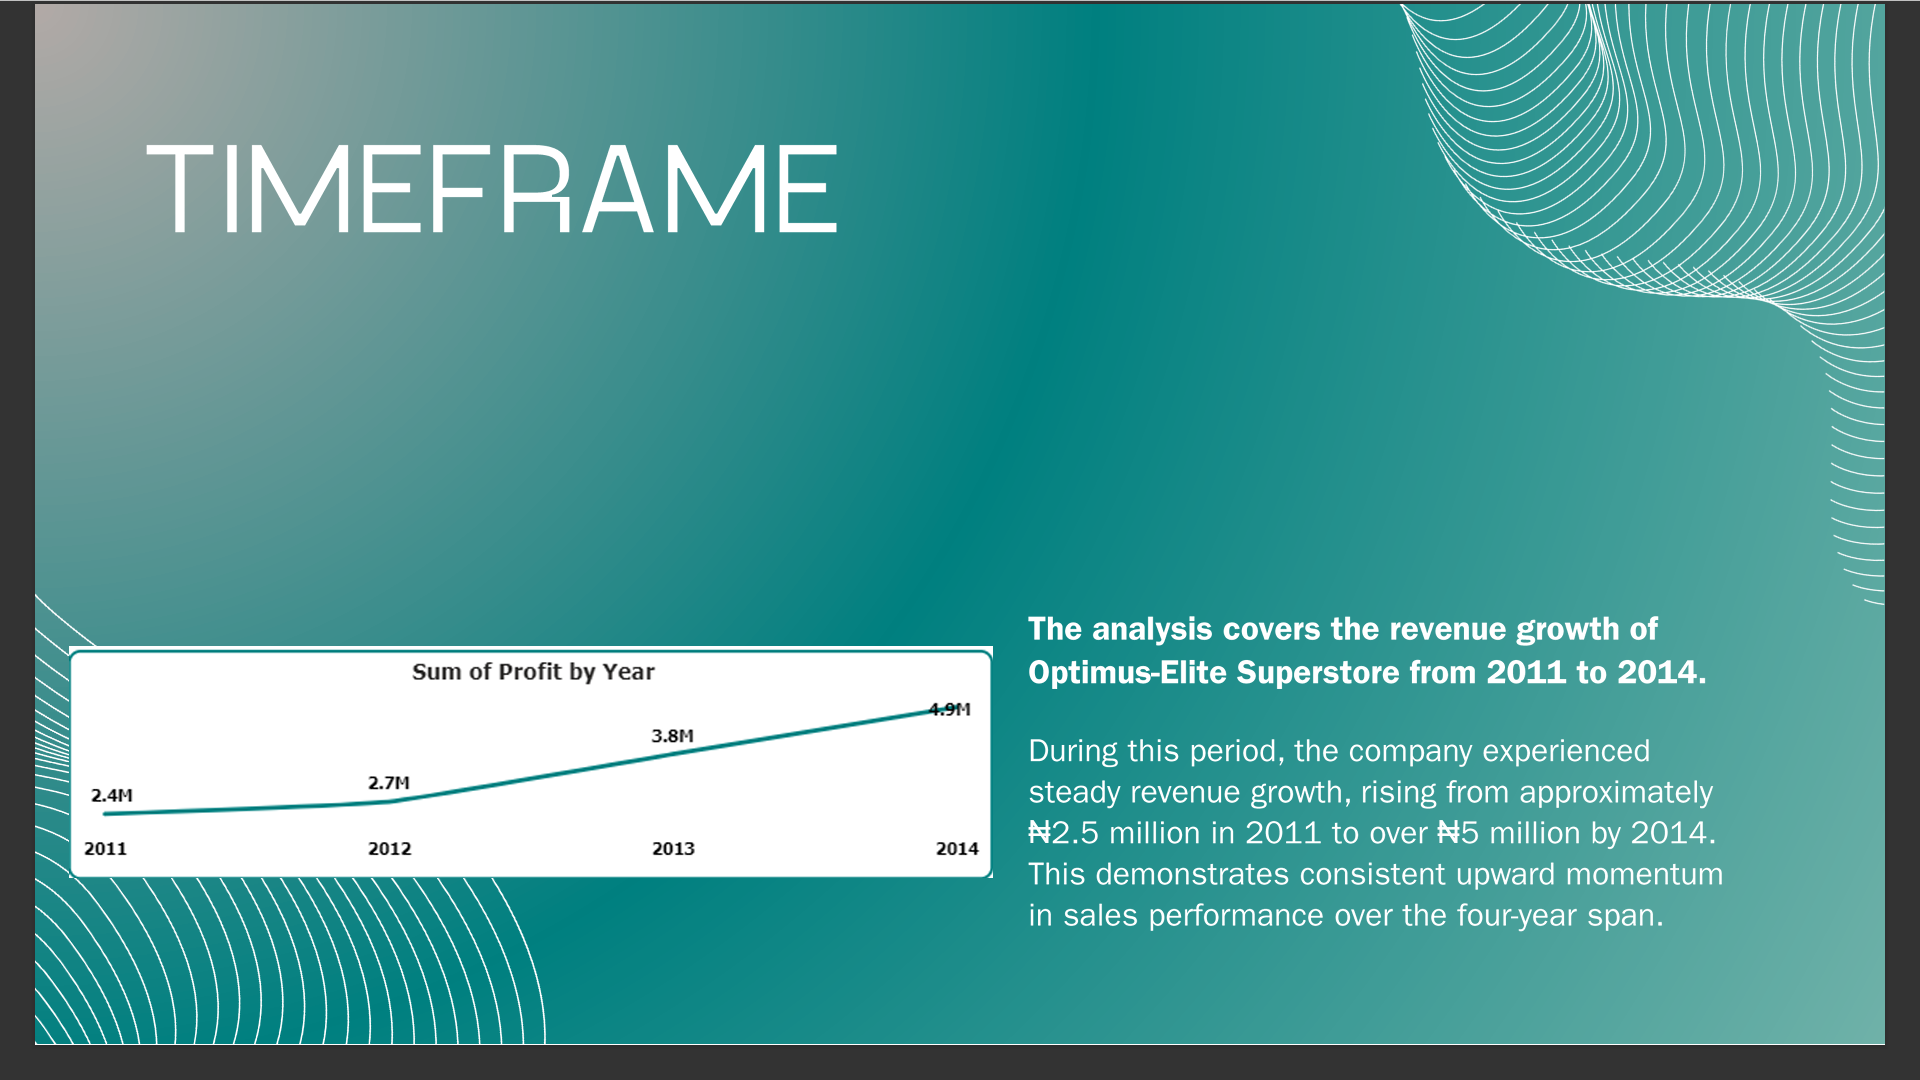 TIMEFRAME
Sum of Profit by Year
2.4M
2.7M
3.8M
4.9M
2011 2012 2013 2014
The analysis covers the revenue growth of
Optimus-Elite Superstore from 2011 to 2014.
During this period, the company experienced
steady revenue growth, rising from approximately
₦2.5 million in 2011 to over ₦5 million by 2014.
This demonstrates consistent upward momentum
in sales performance over the four-year span.